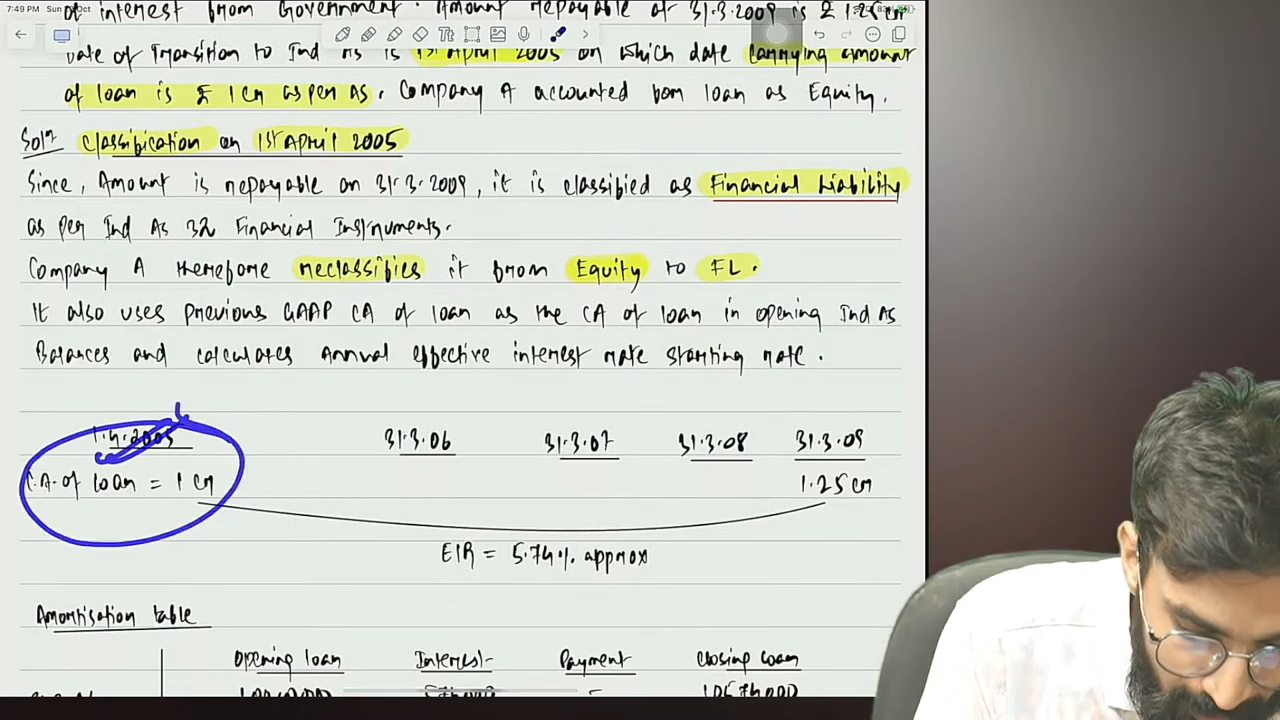 7:49 PM Sun Oct
of interest from Government. Amount repayable at 31.3.2009 is ₹ 1.25 cr
Date of Transition to Ind As is 1st April 2005 on which date carrying amount
of loan is ₹ 1 cr as per AS. Company A accounted from loan as Equity.
Soln Classification on 1st April 2005
Since, Amount is repayable on 31.3.2009, it is classified as Financial Liability
as per Ind As 32 Financial Instruments.
Company A therefore reclassifies it from Equity to FL.
It also uses previous GAAP CA of loan as the CA of loan in opening Ind AS
Balances and calculates Annual effective interest rate starting rate.
1.4.2005 31.3.06 31.3.07 31.3.08 31.3.09
C.A. of loan = 1 cr 1.25 cr
EIR = 5.74% approx
Amortisation table
Opening loan Interest Payment Closing loan
10574000